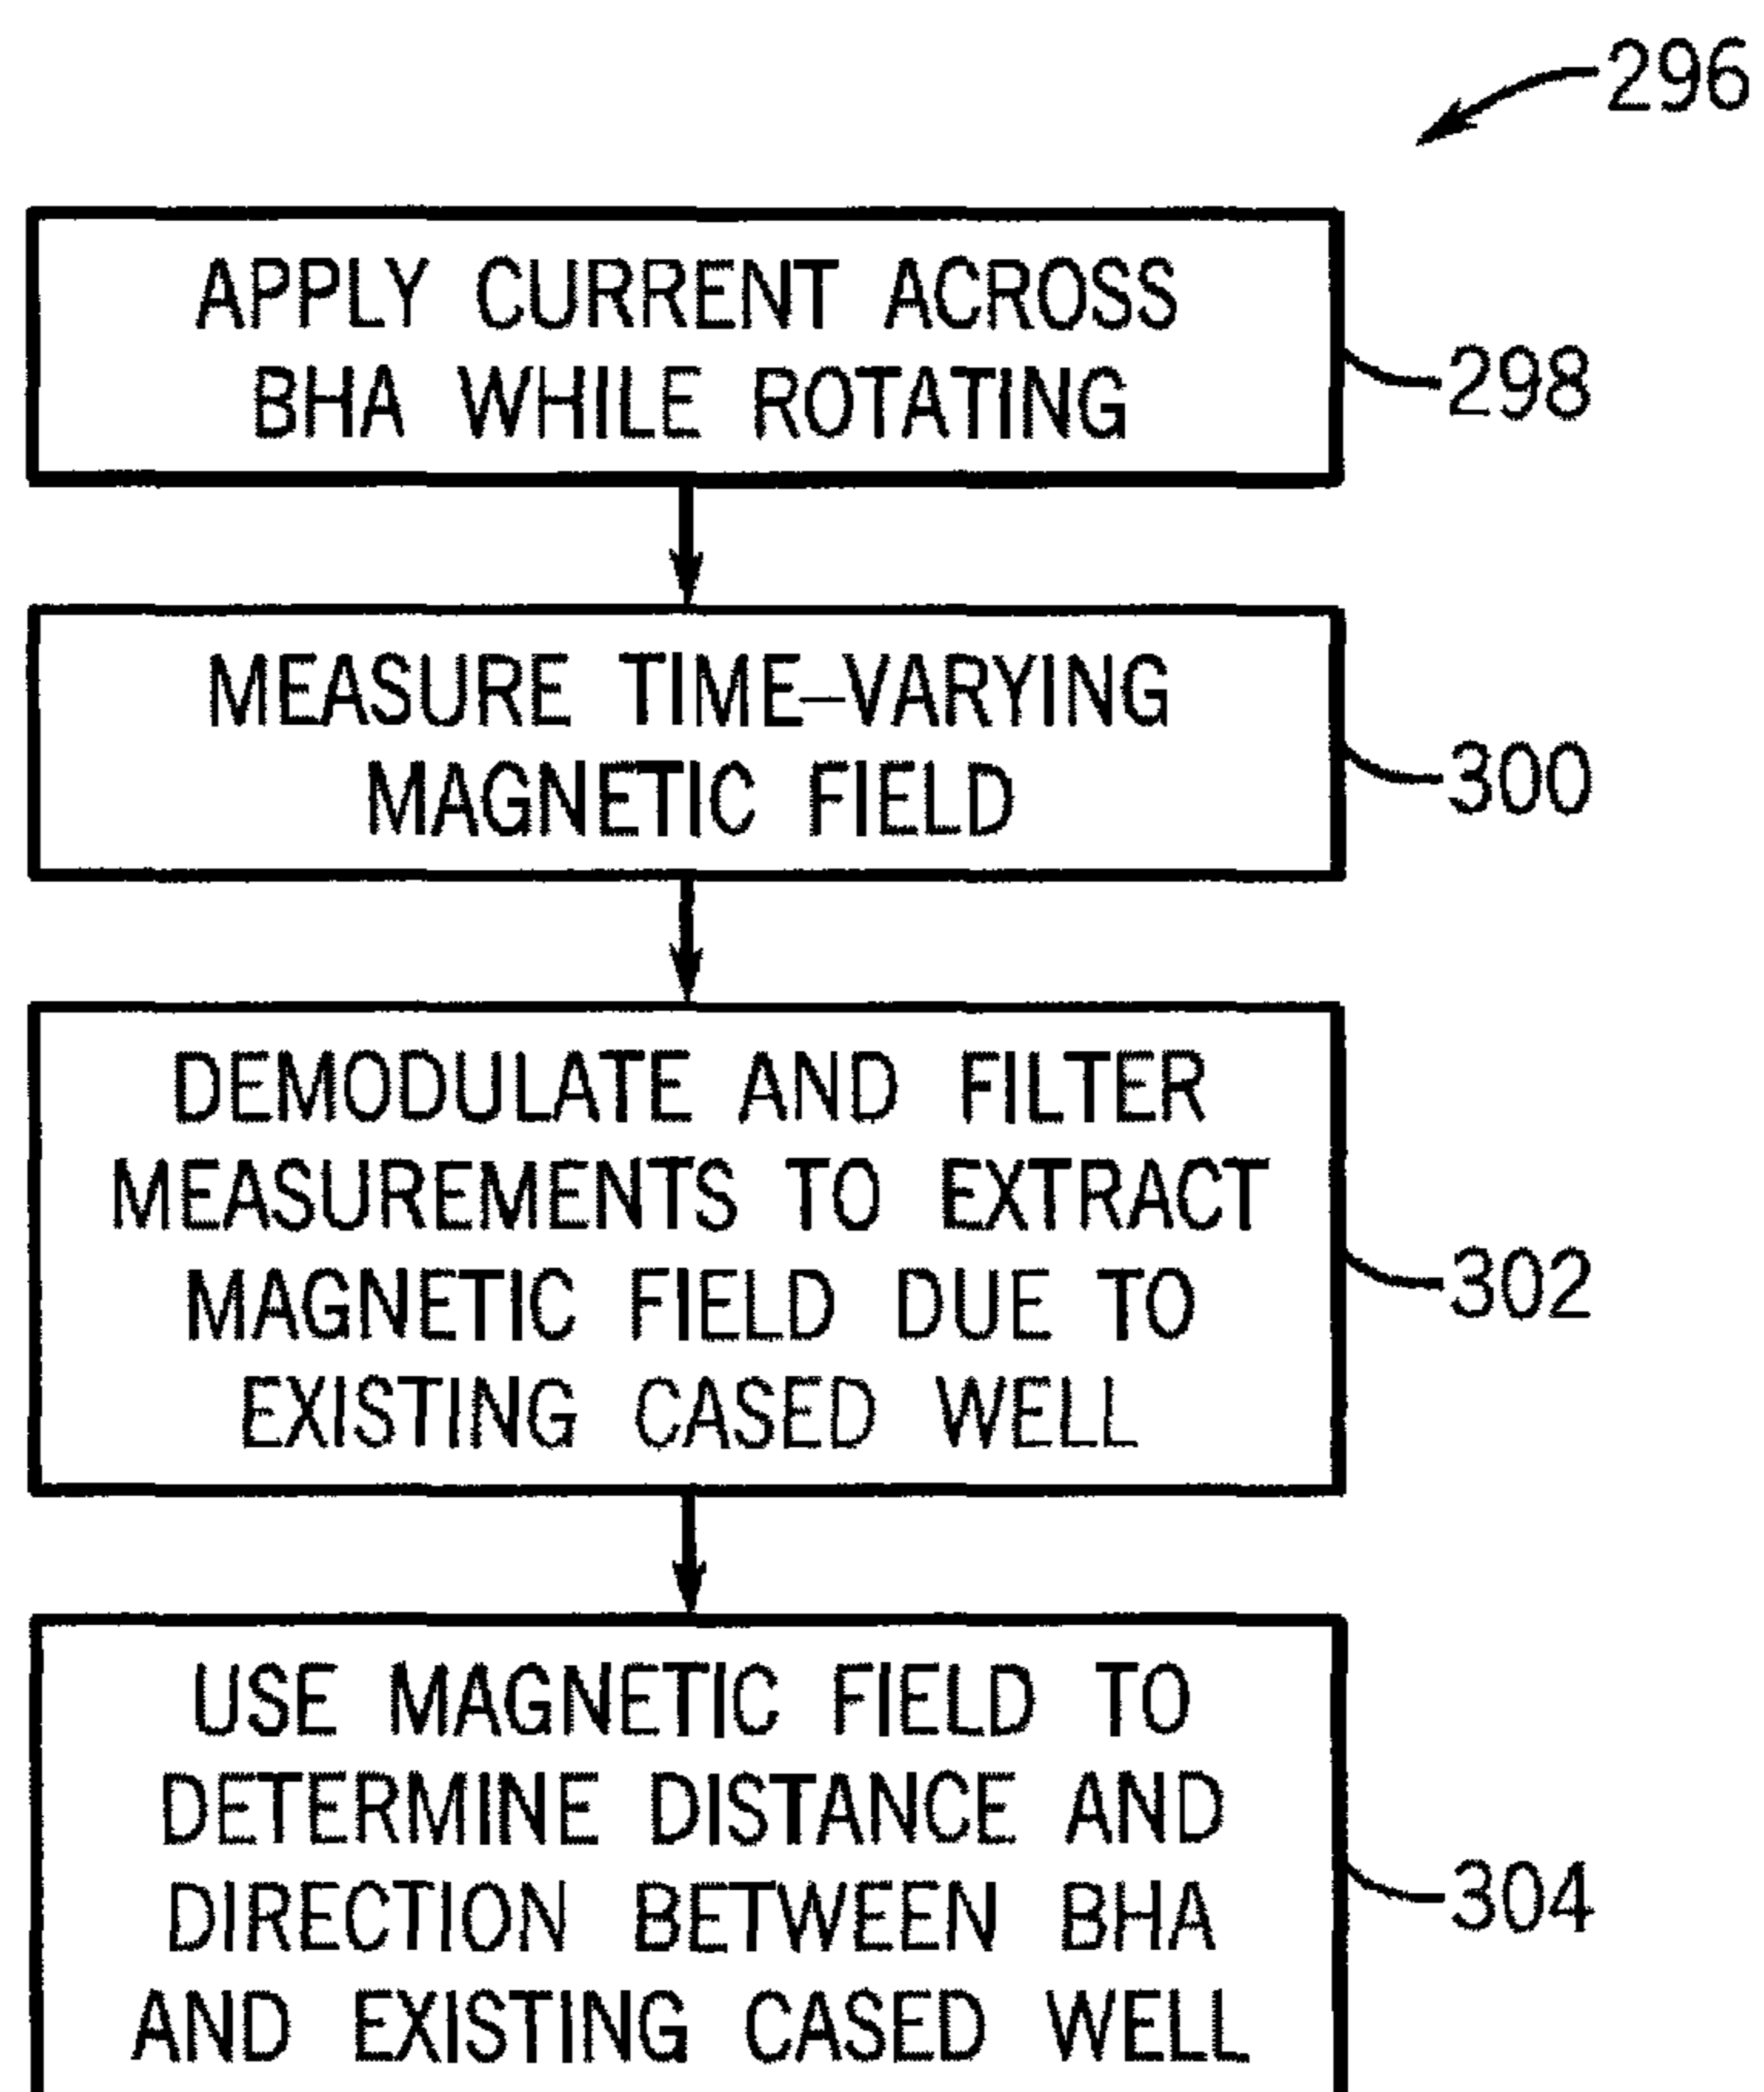 296
APPLY CURRENT ACROSS
BHA WHILE ROTATING
298
MEASURE TIME–VARYING
MAGNETIC FIELD
300
DEMODULATE AND FILTER
MEASUREMENTS TO EXTRACT
MAGNETIC FIELD DUE TO
EXISTING CASED WELL
302
USE MAGNETIC FIELD TO
DETERMINE DISTANCE AND
DIRECTION BETWEEN BHA
AND EXISTING CASED WELL
304